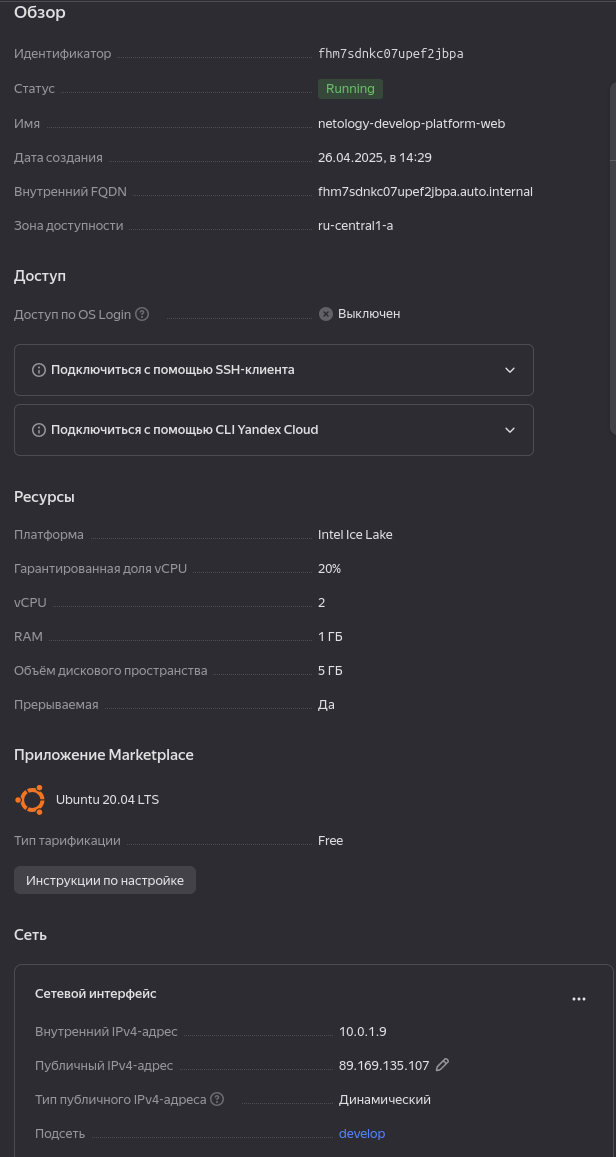 Обзор
Идентификатор fhm7sdnkc07upef2jbpa
Статус Running
Имя netology-develop-platform-web
Дата создания 26.04.2025, в 14:29
Внутренний FQDN fhm7sdnkc07upef2jbpa.auto.internal
Зона доступности ru-central1-a
Доступ
Доступ по OS Login Выключен
Подключиться с помощью SSH-клиента
Подключиться с помощью CLI Yandex Cloud
Ресурсы
Платформа Intel Ice Lake
Гарантированная доля vCPU 20%
vCPU 2
RAM 1 ГБ
Объём дискового пространства 5 ГБ
Прерываемая Да
Приложение Marketplace
Ubuntu 20.04 LTS
Тип тарификации Free
Инструкции по настройке
Сеть
Сетевой интерфейс
Внутренний IPv4-адрес 10.0.1.9
Публичный IPv4-адрес 89.169.135.107
Тип публичного IPv4-адреса Динамический
Подсеть develop